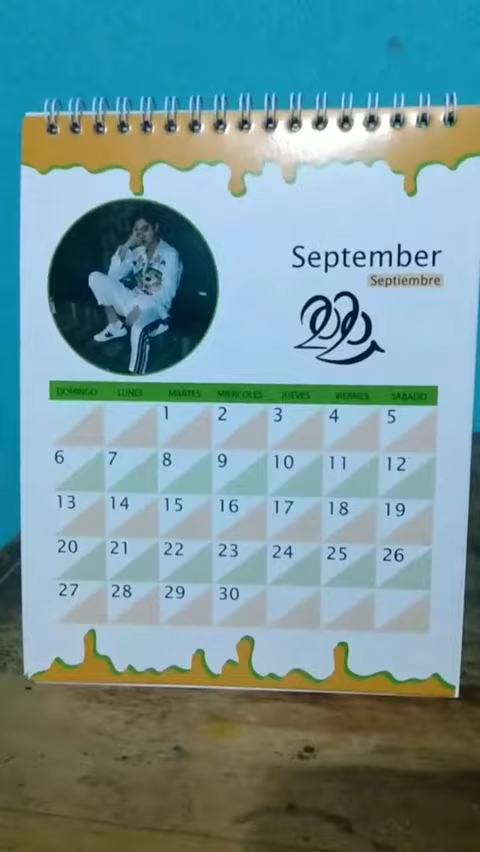 September
Septiembre
DOMINGO LUNES MARTES MIERCOLES JUEVES VIERNES SABADO
1 2 3 4 5
6 7 8 9 10 11 12
13 14 15 16 17 18 19
20 21 22 23 24 25 26
27 28 29 30